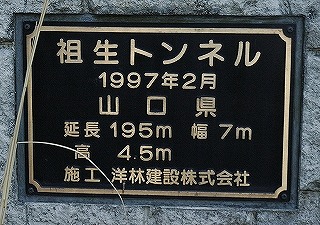 祖生トンネル
1997年2月
山口県
延長 195m 幅 7m
高 4.5m
施工 洋林建設株式会社